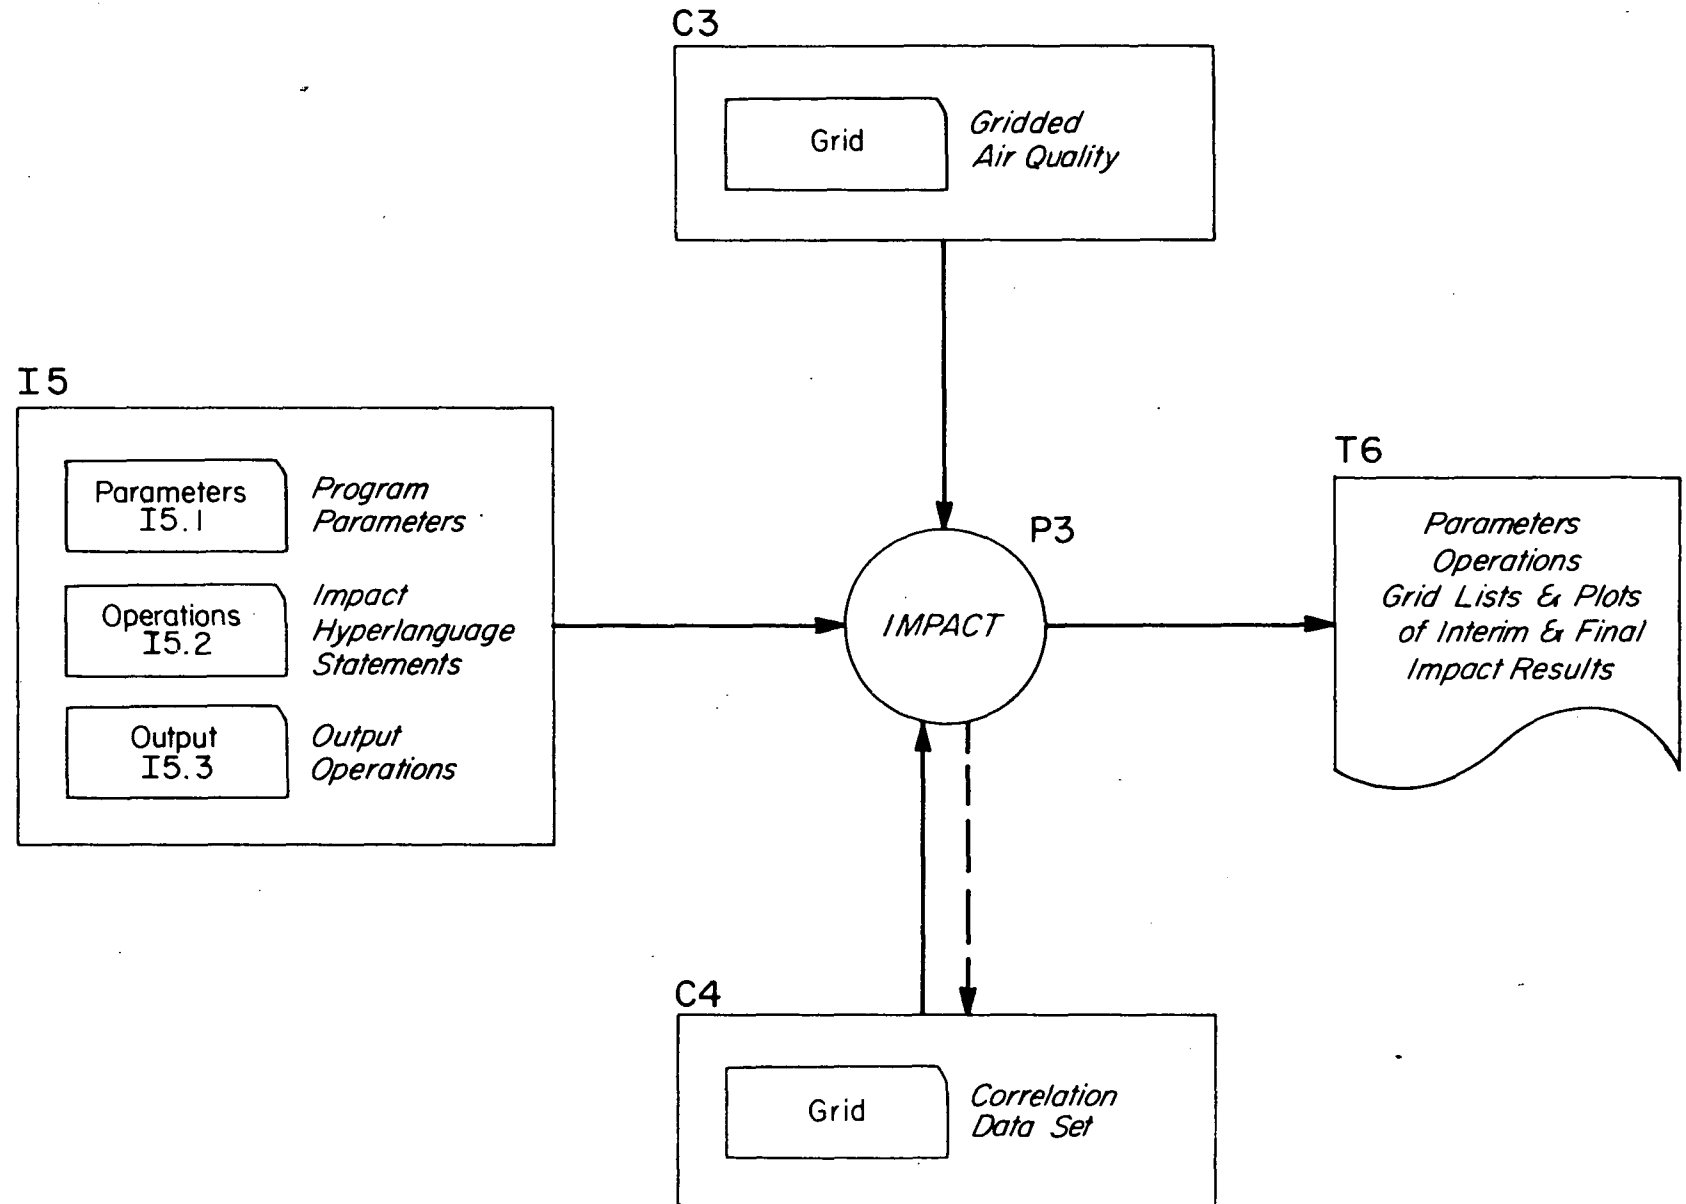 C3
Grid
Gridded
Air Quality
I5
Parameters
I5.1
Program
Parameters
Operations
I5.2
Impact
Hyperlanguage
Statements
Output
I5.3
Output
Operations
P3
IMPACT
T6
Parameters
Operations
Grid Lists & Plots
of Interim & Final
Impact Results
C4
Grid
Correlation
Data Set